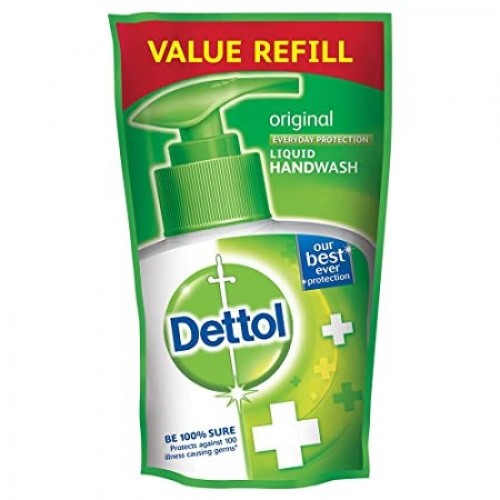 VALUE REFILL
original
EVERYDAY PROTECTION
LIQUID
HANDWASH
our
best
ever
protection
Dettol
BE 100% SURE
Protects against 100
illness causing germs*